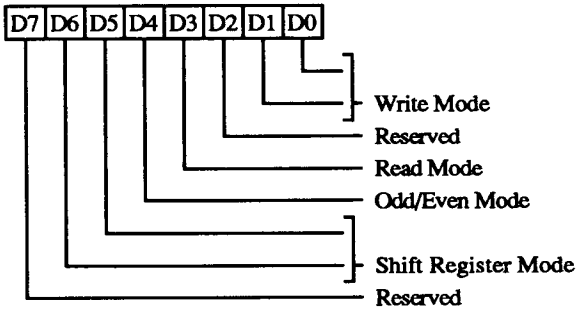 D7 D6 D5 D4 D3 D2 D1 D0
Write Mode
Reserved
Read Mode
Odd/Even Mode
Shift Register Mode
Reserved